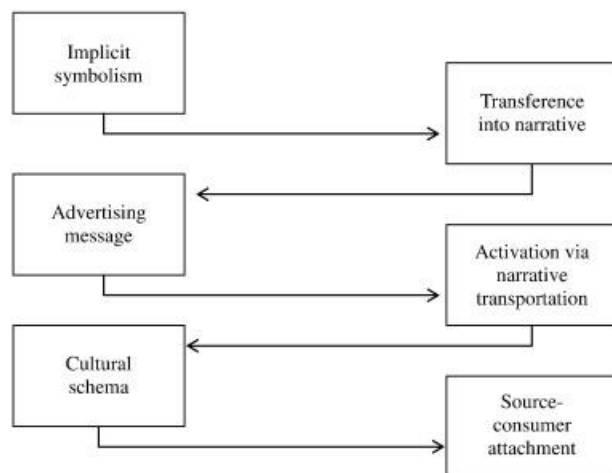 Implicit
symbolism
Transference
into narrative
Advertising
message
Activation via
narrative
transportation
Cultural
schema
Source-
consumer
attachment